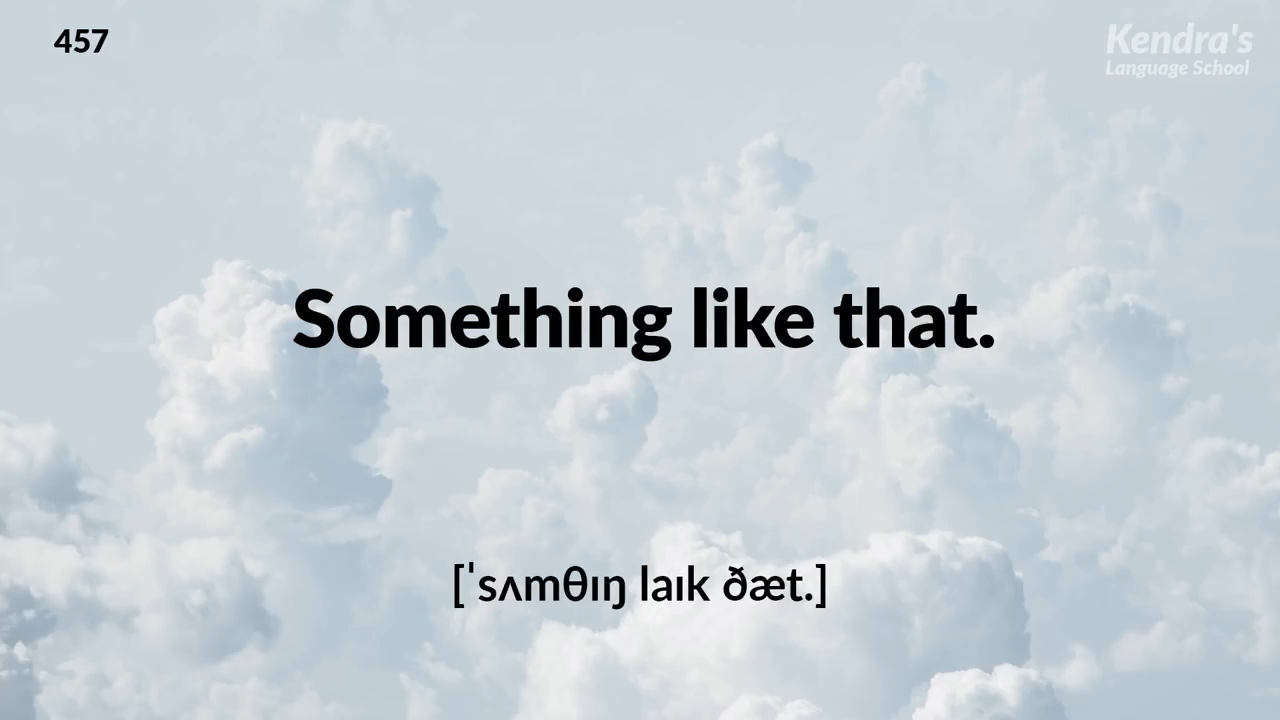 457
Kendra's
Language School
Something like that.
[ˈsʌmθɪŋ laɪk ðæt.]